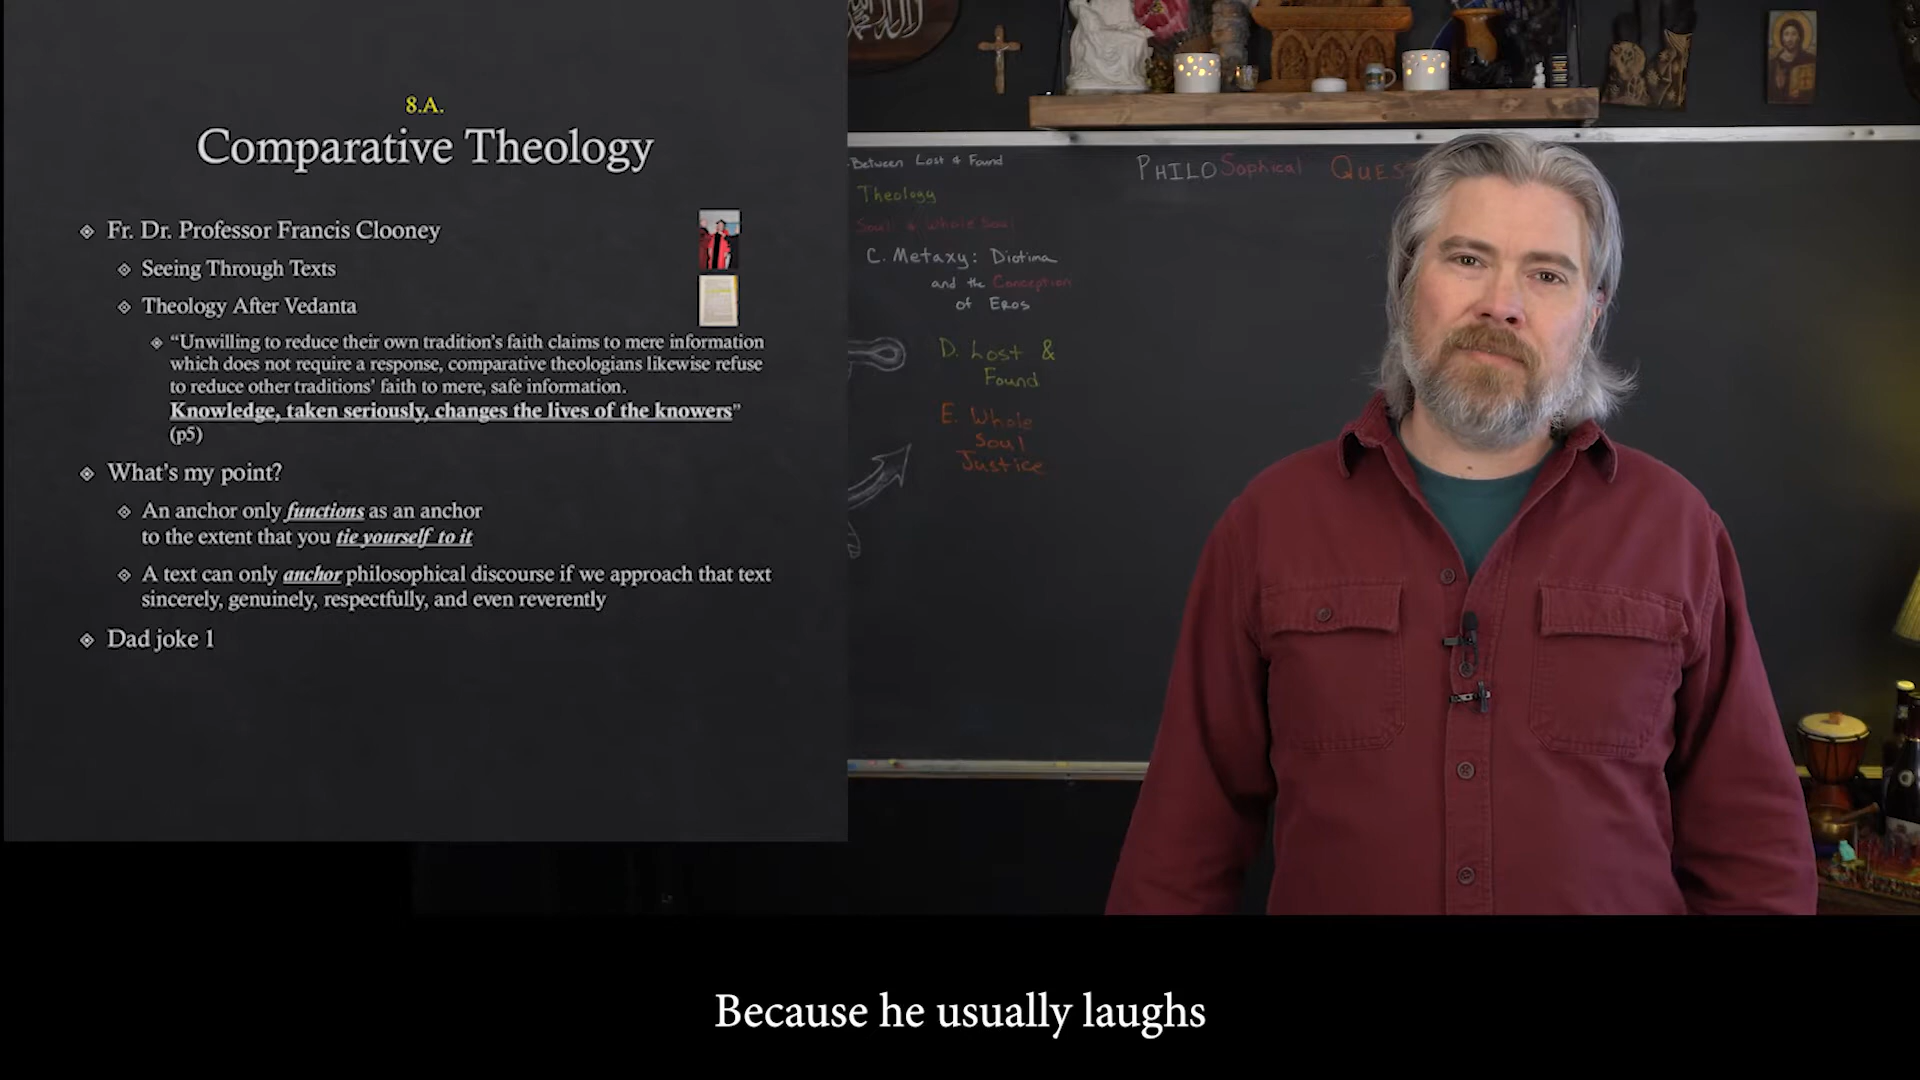 8.A.
Comparative Theology
Fr. Dr. Professor Francis Clooney
Seeing Through Texts
Theology After Vedanta
“Unwilling to reduce their own tradition’s faith claims to mere information
which does not require a response, comparative theologians likewise refuse
to reduce other traditions’ faith to mere, safe information.
Knowledge, taken seriously, changes the lives of the knowers”
(p5)
What’s my point?
An anchor only functions as an anchor
to the extent that you tie yourself to it
A text can only anchor philosophical discourse if we approach that text
sincerely, genuinely, respectfully, and even reverently
Dad joke 1
Between Lost & Found
Theology
Soul & Whole Soul
C. Metaxy: Diotima
and the Conception
of Eros
D. Lost &
Found
E. Whole
Soul
Justice
PHILOSophical QUES
Because he usually laughs